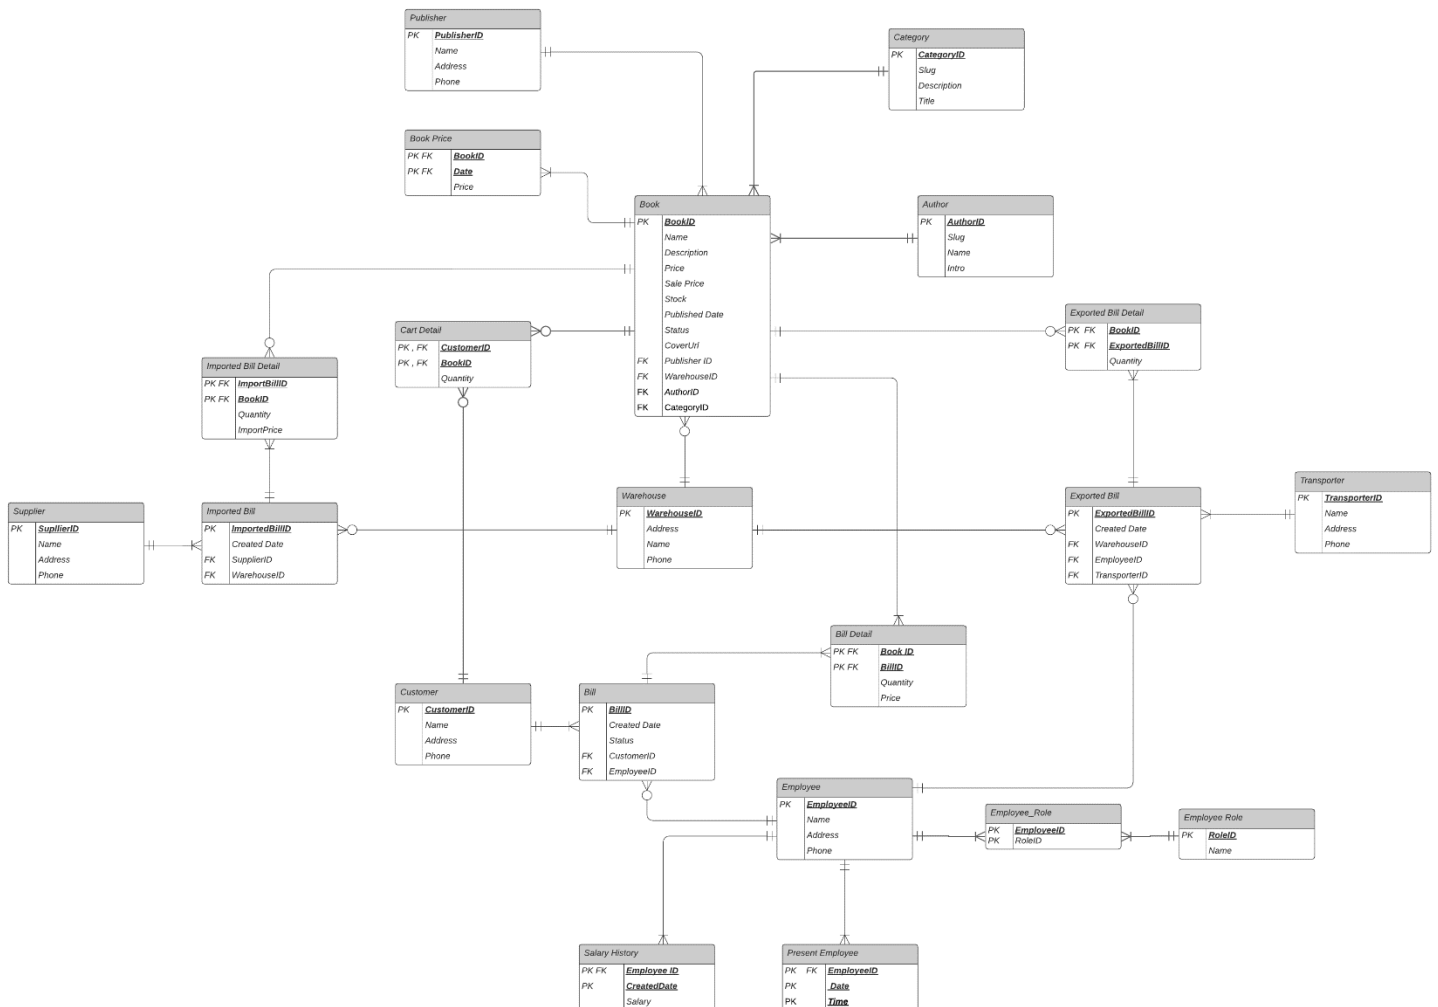 Publisher
PK PublisherID
Name
Address
Phone
Category
PK CategoryID
Slug
Description
Title
Book Price
PK FK BookID
PK FK Date
Price
Book
PK BookID
Name
Description
Price
Sale Price
Stock
Published Date
Status
CoverUrl
FK Publisher ID
FK WarehouseID
FK AuthorID
FK CategoryID
Author
PK AuthorID
Slug
Name
Intro
Cart Detail
PK , FK CustomerID
PK , FK BookID
Quantity
Exported Bill Detail
PK FK BookID
PK FK ExportedBillID
Quantity
Imported Bill Detail
PK FK ImportBillID
PK FK BookID
Quantity
ImportPrice
Supplier
PK SupllierID
Name
Address
Phone
Imported Bill
PK ImportedBillID
Created Date
FK SupplierID
FK WarehouseID
Warehouse
PK WarehouseID
Address
Name
Phone
Exported Bill
PK ExportedBillID
Created Date
FK WarehouseID
FK EmployeeID
FK TransporterID
Transporter
PK TransporterID
Name
Address
Phone
Bill Detail
PK FK Book ID
PK FK BillID
Quantity
Price
Customer
PK CustomerID
Name
Address
Phone
Bill
PK BillID
Created Date
Status
FK CustomerID
FK EmployeeID
Employee
PK EmployeeID
Name
Address
Phone
Employee_Role
PK EmployeeID
PK RoleID
Employee Role
PK RoleID
Name
Salary History
PK FK Employee ID
PK CreatedDate
Salary
Present Employee
PK FK EmployeeID
PK Date
PK Time